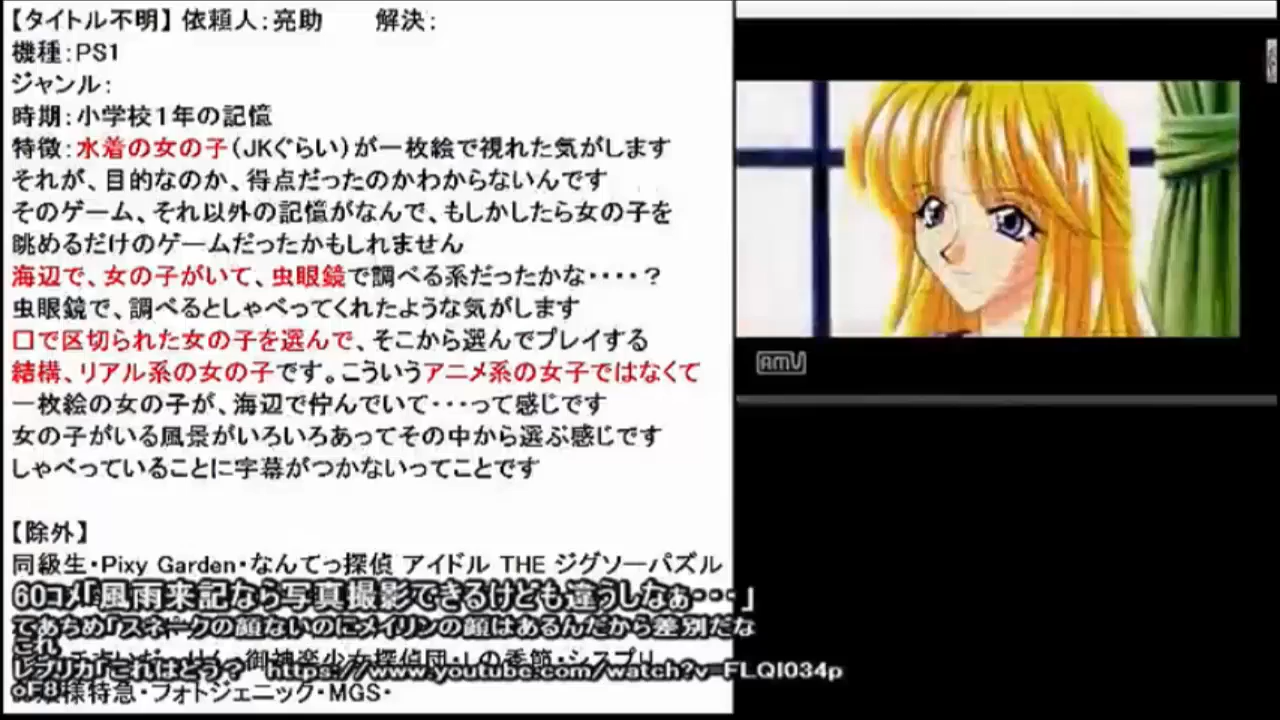 【タイトル不明】依頼人：亮助　　解決：
機種：PS1
ジャンル：
時期：小学校１年の記憶
特徴：水着の女の子（JKぐらい）が一枚絵で視れた気がします
それが、目的なのか、得点だったのかわからないんです
そのゲーム、それ以外の記憶がなんで、もしかしたら女の子を
眺めるだけのゲームだったかもしれません
海辺で、女の子がいて、虫眼鏡で調べる系だったかな・・・・？
虫眼鏡で、調べるとしゃべってくれたような気がします
口で区切られた女の子を選んで、そこから選んでプレイする
結構、リアル系の女の子です。こういうアニメ系の女子ではなくて
一枚絵の女の子が、海辺で佇んでいて・・・って感じです
女の子がいる風景がいろいろあってその中から選ぶ感じです
しゃべっていることに字幕がつかないってことです
【除外】
同級生・Pixy Garden・なんてっ探偵 アイドル THE ジグソーパズル
60ｺﾒ「風雨来記なら写真撮影できるけども違うしなぁ・・・」
てあちめ「スネークの顔ないのにメイリンの顔はあるんだから差別だな
これ
御神楽少女探偵団・Lの季節・シスプリ
レプリカ「これはどう？　https://www.youtube.com/watch?v=FLQI034p
oF8
様特急・フォトジェニック・MGS・
AMV